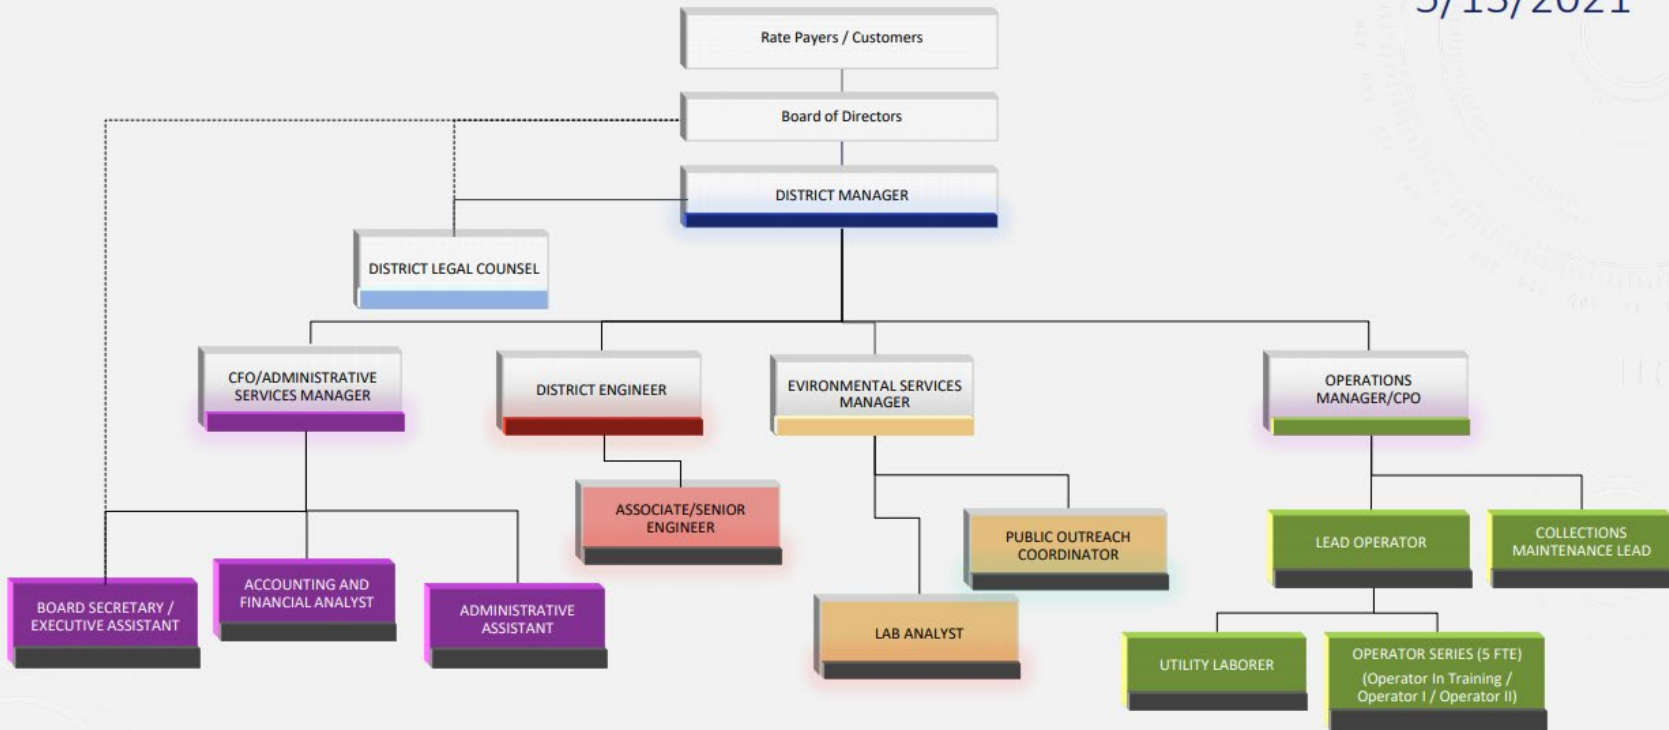 5/13/2021
Rate Payers / Customers
Board of Directors
DISTRICT MANAGER
DISTRICT LEGAL COUNSEL
CFO/ADMINISTRATIVE
SERVICES MANAGER
DISTRICT ENGINEER
EVIRONMENTAL SERVICES
MANAGER
OPERATIONS
MANAGER/CPO
ASSOCIATE/SENIOR
ENGINEER
PUBLIC OUTREACH
COORDINATOR
LEAD OPERATOR
COLLECTIONS
MAINTENANCE LEAD
BOARD SECRETARY /
EXECUTIVE ASSISTANT
ACCOUNTING AND
FINANCIAL ANALYST
ADMINISTRATIVE
ASSISTANT
LAB ANALYST
UTILITY LABORER
OPERATOR SERIES (5 FTE)
(Operator In Training /
Operator I / Operator II)